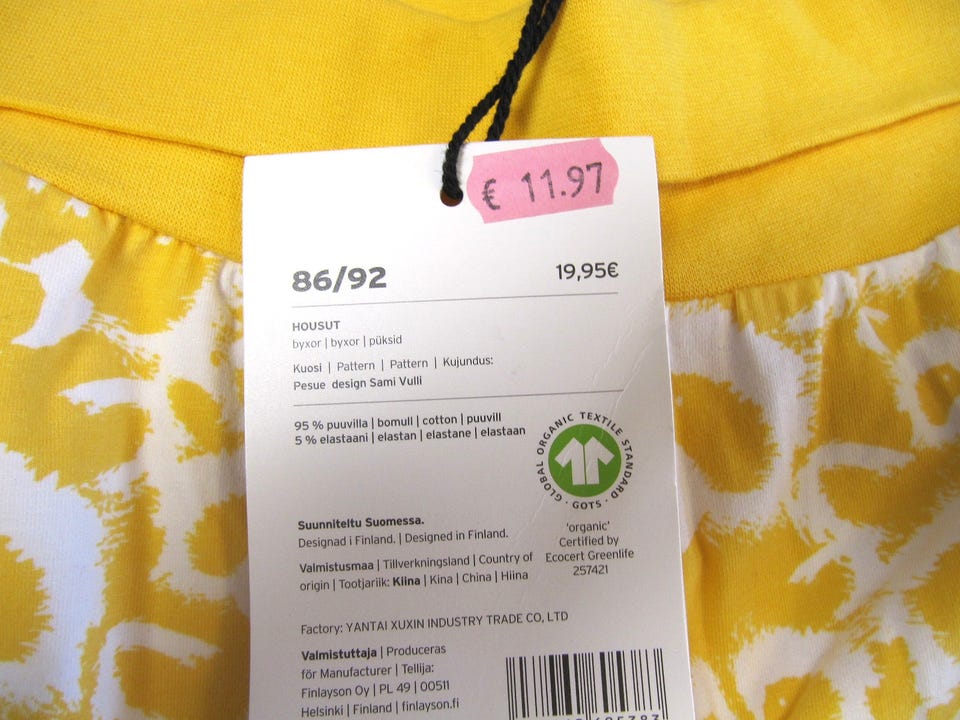 € 11.97
86/92
19,95€
HOUSUT
byxor | byxor | püksid
Kuosi | Pattern | Pattern | Kujundus:
Pesue design Sami Vulli
95 % puuvilla | bomull | cotton | puuvill
5 % elastaani | elastan | elastane | elastaan
GLOBAL ORGANIC TEXTILE STANDARD
· GOTS ·
'organic'
Certified by
Ecocert Greenlife
257421
Suunniteltu Suomessa.
Designad i Finland. | Designed in Finland.
Valmistusmaa | Tillverkningsland | Country of
origin | Tootjariik: Kiina | Kina | China | Hiina
Factory: YANTAI XUXIN INDUSTRY TRADE CO, LTD
Valmistuttaja | Produceras
för Manufacturer | Tellija:
Finlayson Oy | PL 49 | 00511
Helsinki | Finland | finlayson.fi